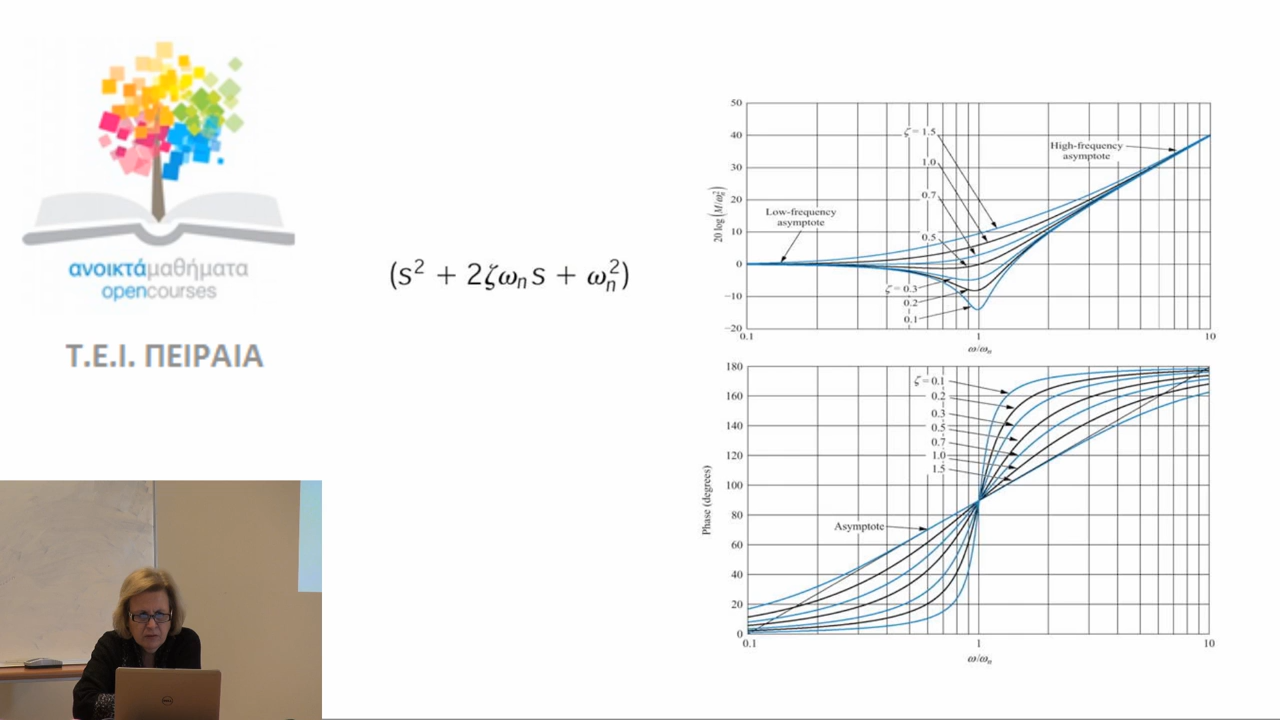 ανοικτάμαθήματα
opencourses
Τ.Ε.Ι. ΠΕΙΡΑΙΑ
(s² + 2ζωₙs + ωₙ²)
50
40
30
20
10
0
−10
−20
20 log (M/ωₙ²)
ζ = 1.5
1.0
0.7
0.5
ζ = 0.3
0.2
0.1
Low-frequency
asymptote
High-frequency
asymptote
0.1 1 10
ω/ωₙ
180
160
140
120
100
80
60
40
20
0
Phase (degrees)
ζ = 0.1
0.2
0.3
0.5
0.7
1.0
1.5
Asymptote
0.1 1 10
ω/ωₙ
DELL